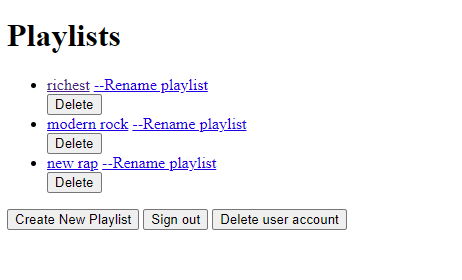 Playlists
richest --Rename playlist
Delete
modern rock --Rename playlist
Delete
new rap --Rename playlist
Delete
Create New Playlist Sign out Delete user account